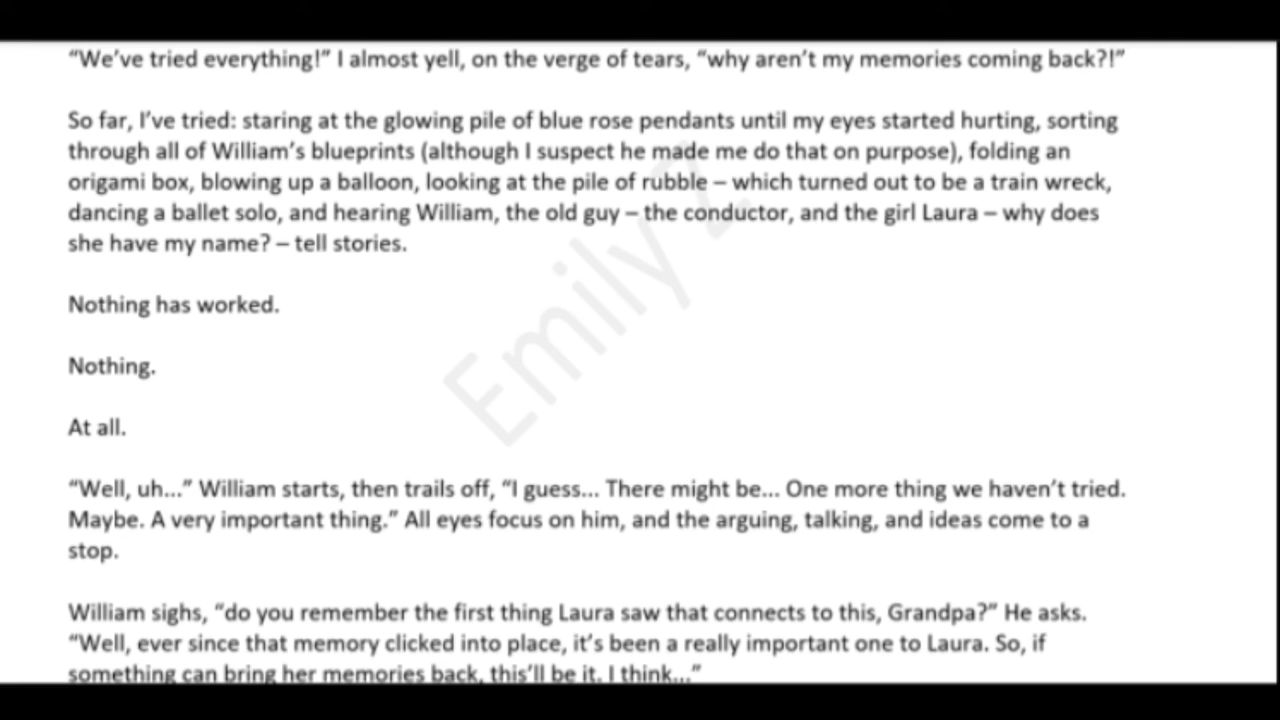 “We’ve tried everything!” I almost yell, on the verge of tears, “why aren’t my memories coming back?!”
So far, I’ve tried: staring at the glowing pile of blue rose pendants until my eyes started hurting, sorting
through all of William’s blueprints (although I suspect he made me do that on purpose), folding an
origami box, blowing up a balloon, looking at the pile of rubble – which turned out to be a train wreck,
dancing a ballet solo, and hearing William, the old guy – the conductor, and the girl Laura – why does
she have my name? – tell stories.
Nothing has worked.
Nothing.
At all.
“Well, uh...” William starts, then trails off, “I guess... There might be... One more thing we haven’t tried.
Maybe. A very important thing.” All eyes focus on him, and the arguing, talking, and ideas come to a
stop.
William sighs, “do you remember the first thing Laura saw that connects to this, Grandpa?” He asks.
“Well, ever since that memory clicked into place, it’s been a really important one to Laura. So, if
something can bring her memories back, this’ll be it. I think...”
Emily Z